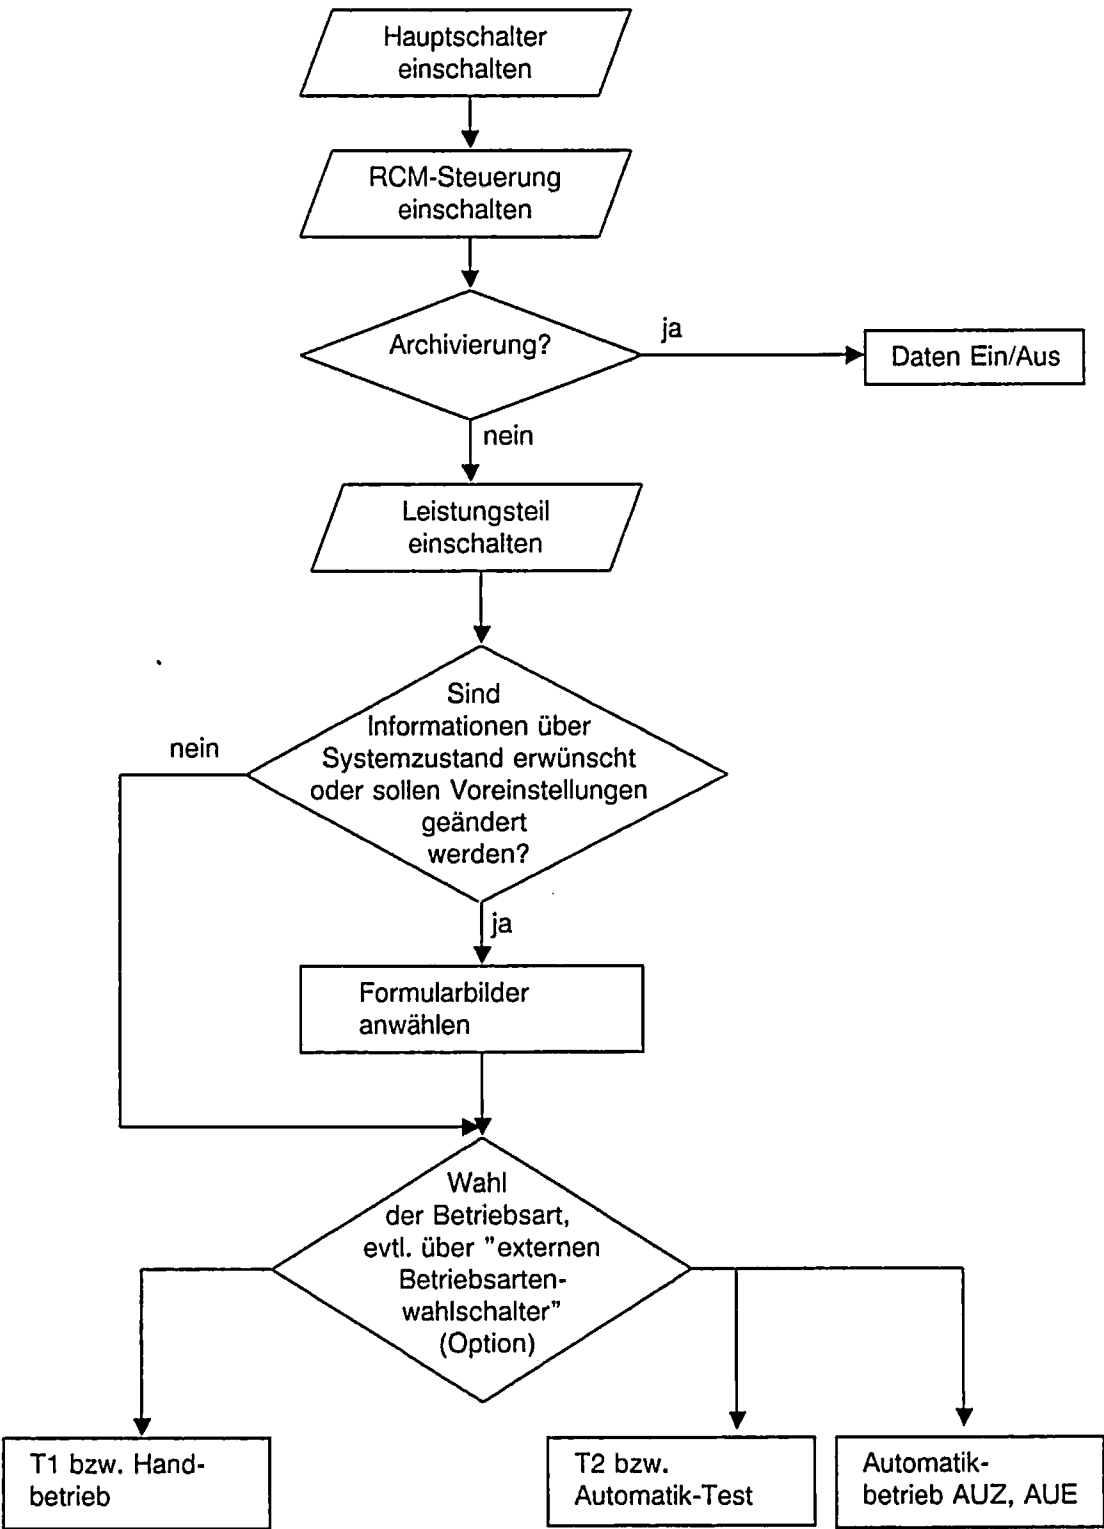 Hauptschalter
einschalten
RCM-Steuerung
einschalten
Archivierung?
ja
Daten Ein/Aus
nein
Leistungsteil
einschalten
Sind
Informationen über
Systemzustand erwünscht
oder sollen Voreinstellungen
geändert
werden?
nein
ja
Formularbilder
anwählen
Wahl
der Betriebsart,
evtl. über "externen
Betriebsarten-
wahlschalter"
(Option)
T1 bzw. Hand-
betrieb
T2 bzw.
Automatik-Test
Automatik-
betrieb AUZ, AUE